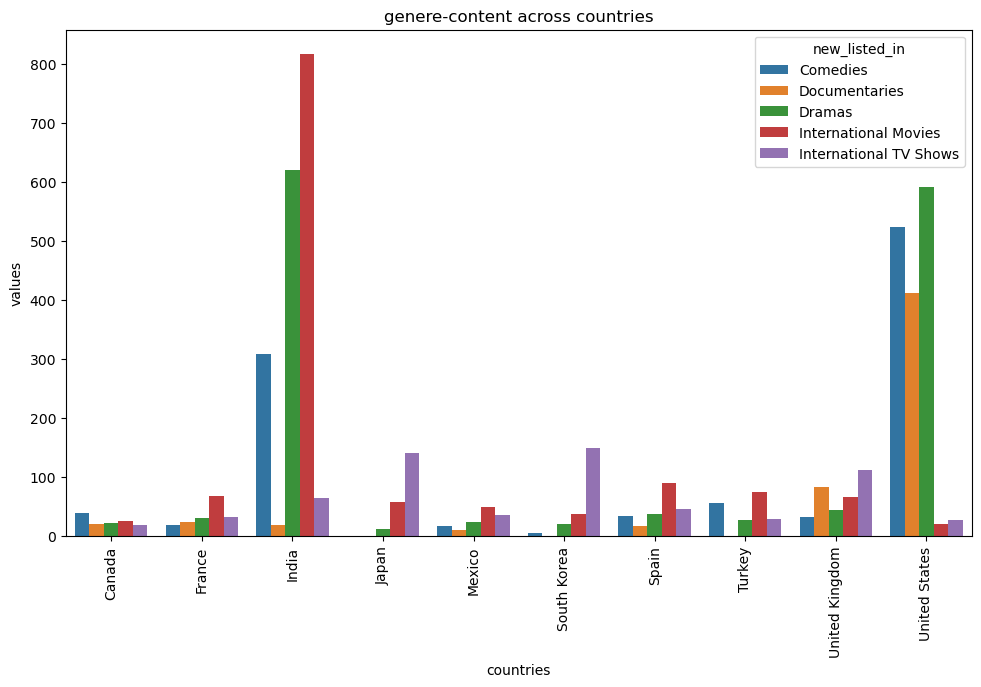 genere-content across countries
new_listed_in
Comedies
Documentaries
Dramas
International Movies
International TV Shows
values
800
700
600
500
400
300
200
100
0
Canada
France
India
Japan
Mexico
South Korea
Spain
Turkey
United Kingdom
United States
countries